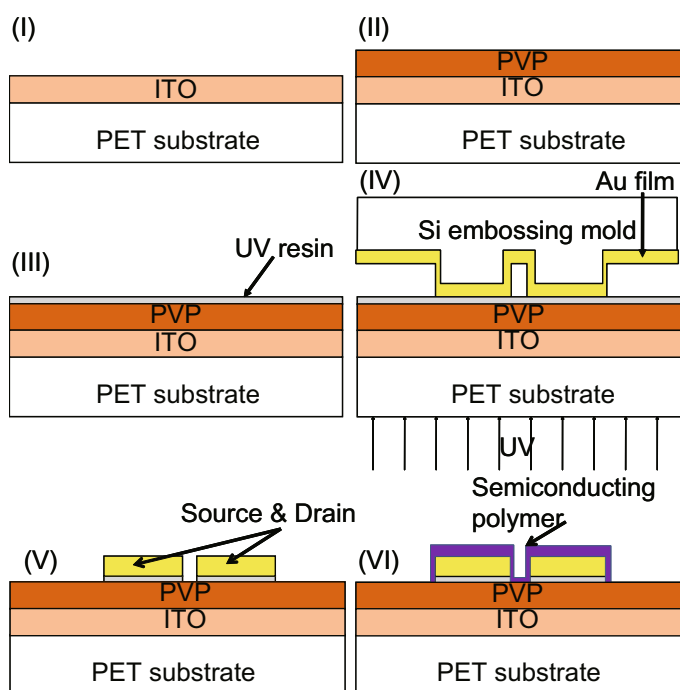 (I)
ITO
PET substrate
(II)
PVP
ITO
PET substrate
(III)
UV resin
PVP
ITO
PET substrate
(IV)
Au film
Si embossing mold
PVP
ITO
PET substrate
UV
(V)
Source & Drain
PVP
ITO
PET substrate
(VI)
Semiconducting
polymer
PVP
ITO
PET substrate